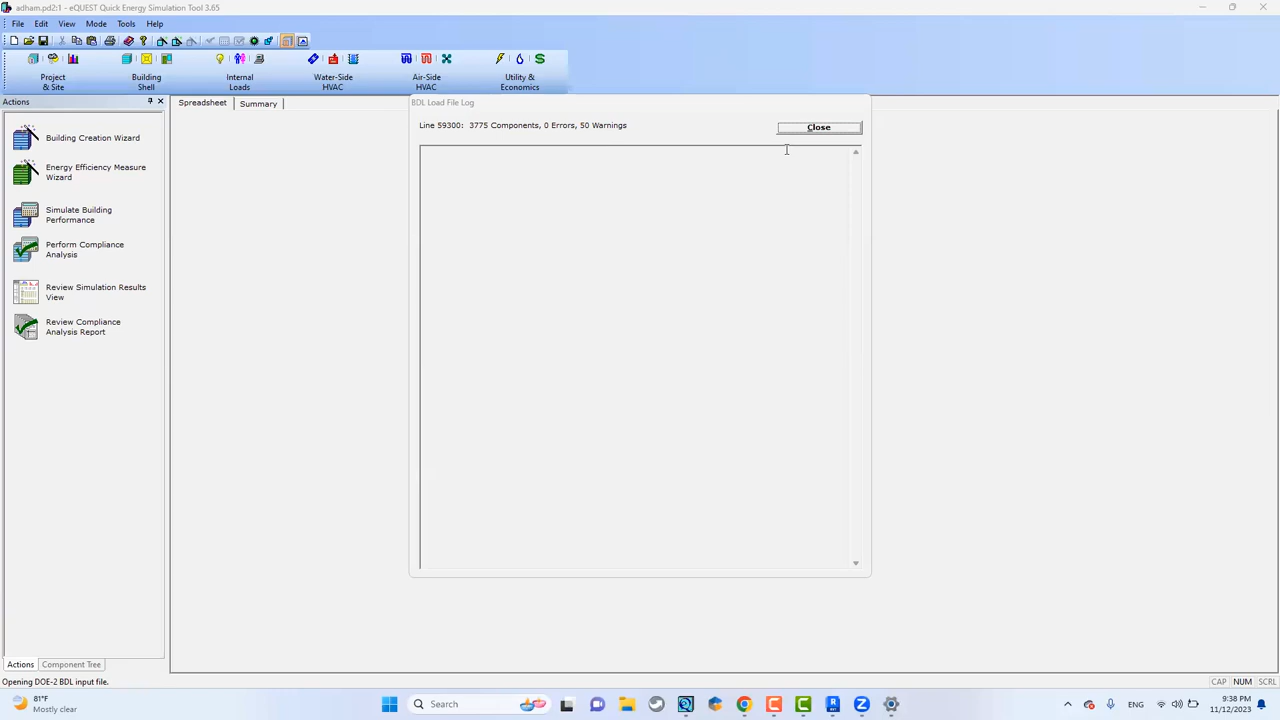 adham.pd2:1 - eQUEST Quick Energy Simulation Tool 3.65
File Edit View Mode Tools Help
Project & Site
Building Shell
Internal Loads
Water-Side HVAC
Air-Side HVAC
Utility & Economics
Actions
Spreadsheet
Summary
BDL Load File Log
Line 59300: 3775 Components, 0 Errors, 50 Warnings
Close
Building Creation Wizard
Energy Efficiency Measure
Wizard
Simulate Building
Performance
Perform Compliance
Analysis
Review Simulation Results
View
Review Compliance
Analysis Report
Actions
Component Tree
Opening DOE-2 BDL input file.
CAP NUM SCRL
81°F
Mostly clear
Search
ENG
9:38 PM
11/12/2023